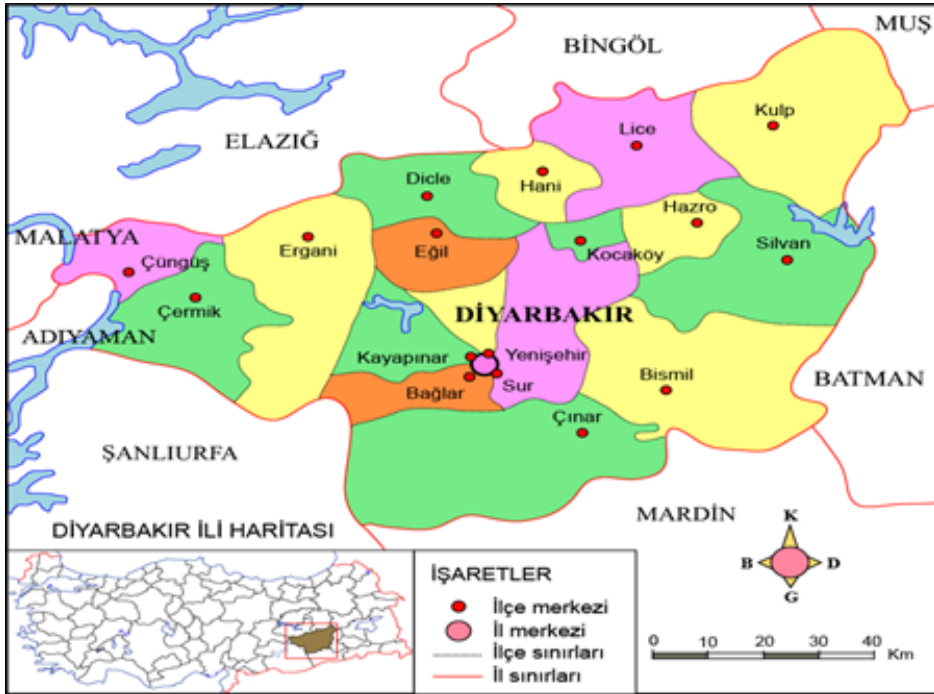 MUŞ
BİNGÖL
Kulp
Lice
ELAZIĞ
Dicle
Hani
Hazro
MALATYA
Ergani
Eğil
Kocaköy
Silvan
Çüngüş
Çermik
DİYARBAKIR
ADIYAMAN
Kayapınar
Yenişehir
Bismil
BATMAN
Bağlar
Sur
Çınar
ŞANLIURFA
MARDİN
DİYARBAKIR İLİ HARİTASI
K
B D
G
İŞARETLER
İlçe merkezi
İl merkezi
İlçe sınırları
İl sınırları
0 10 20 30 40
Km